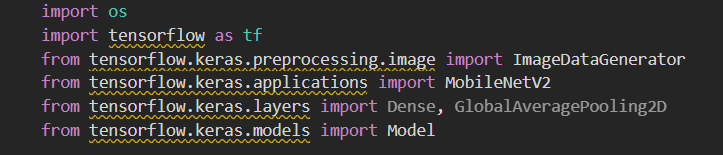 import os
import tensorflow as tf
from tensorflow.keras.preprocessing.image import ImageDataGenerator
from tensorflow.keras.applications import MobileNetV2
from tensorflow.keras.layers import Dense, GlobalAveragePooling2D
from tensorflow.keras.models import Model